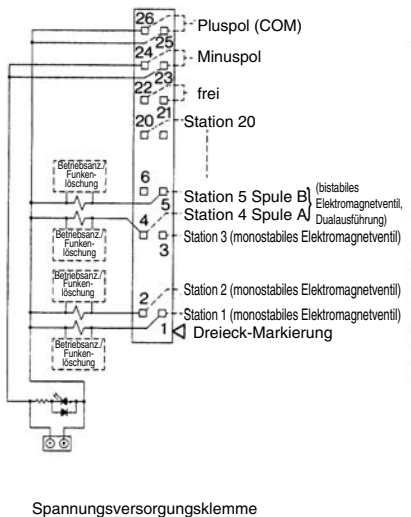 26
Pluspol (COM)
25
24
Minuspol
23
22
frei
21
20
Station 20
Betriebsanz./
Funken-
löschung
6
Station 5 Spule B
5
(bistabiles
Elektromagnetventil,
Dualausführung)
Station 4 Spule A
4
Betriebsanz./
Funken-
löschung
Station 3 (monostabiles Elektromagnetventil)
3
Betriebsanz./
Funken-
löschung
2
Station 2 (monostabiles Elektromagnetventil)
Station 1 (monostabiles Elektromagnetventil)
1
Dreieck-Markierung
Betriebsanz./
Funken-
löschung
Spannungsversorgungsklemme